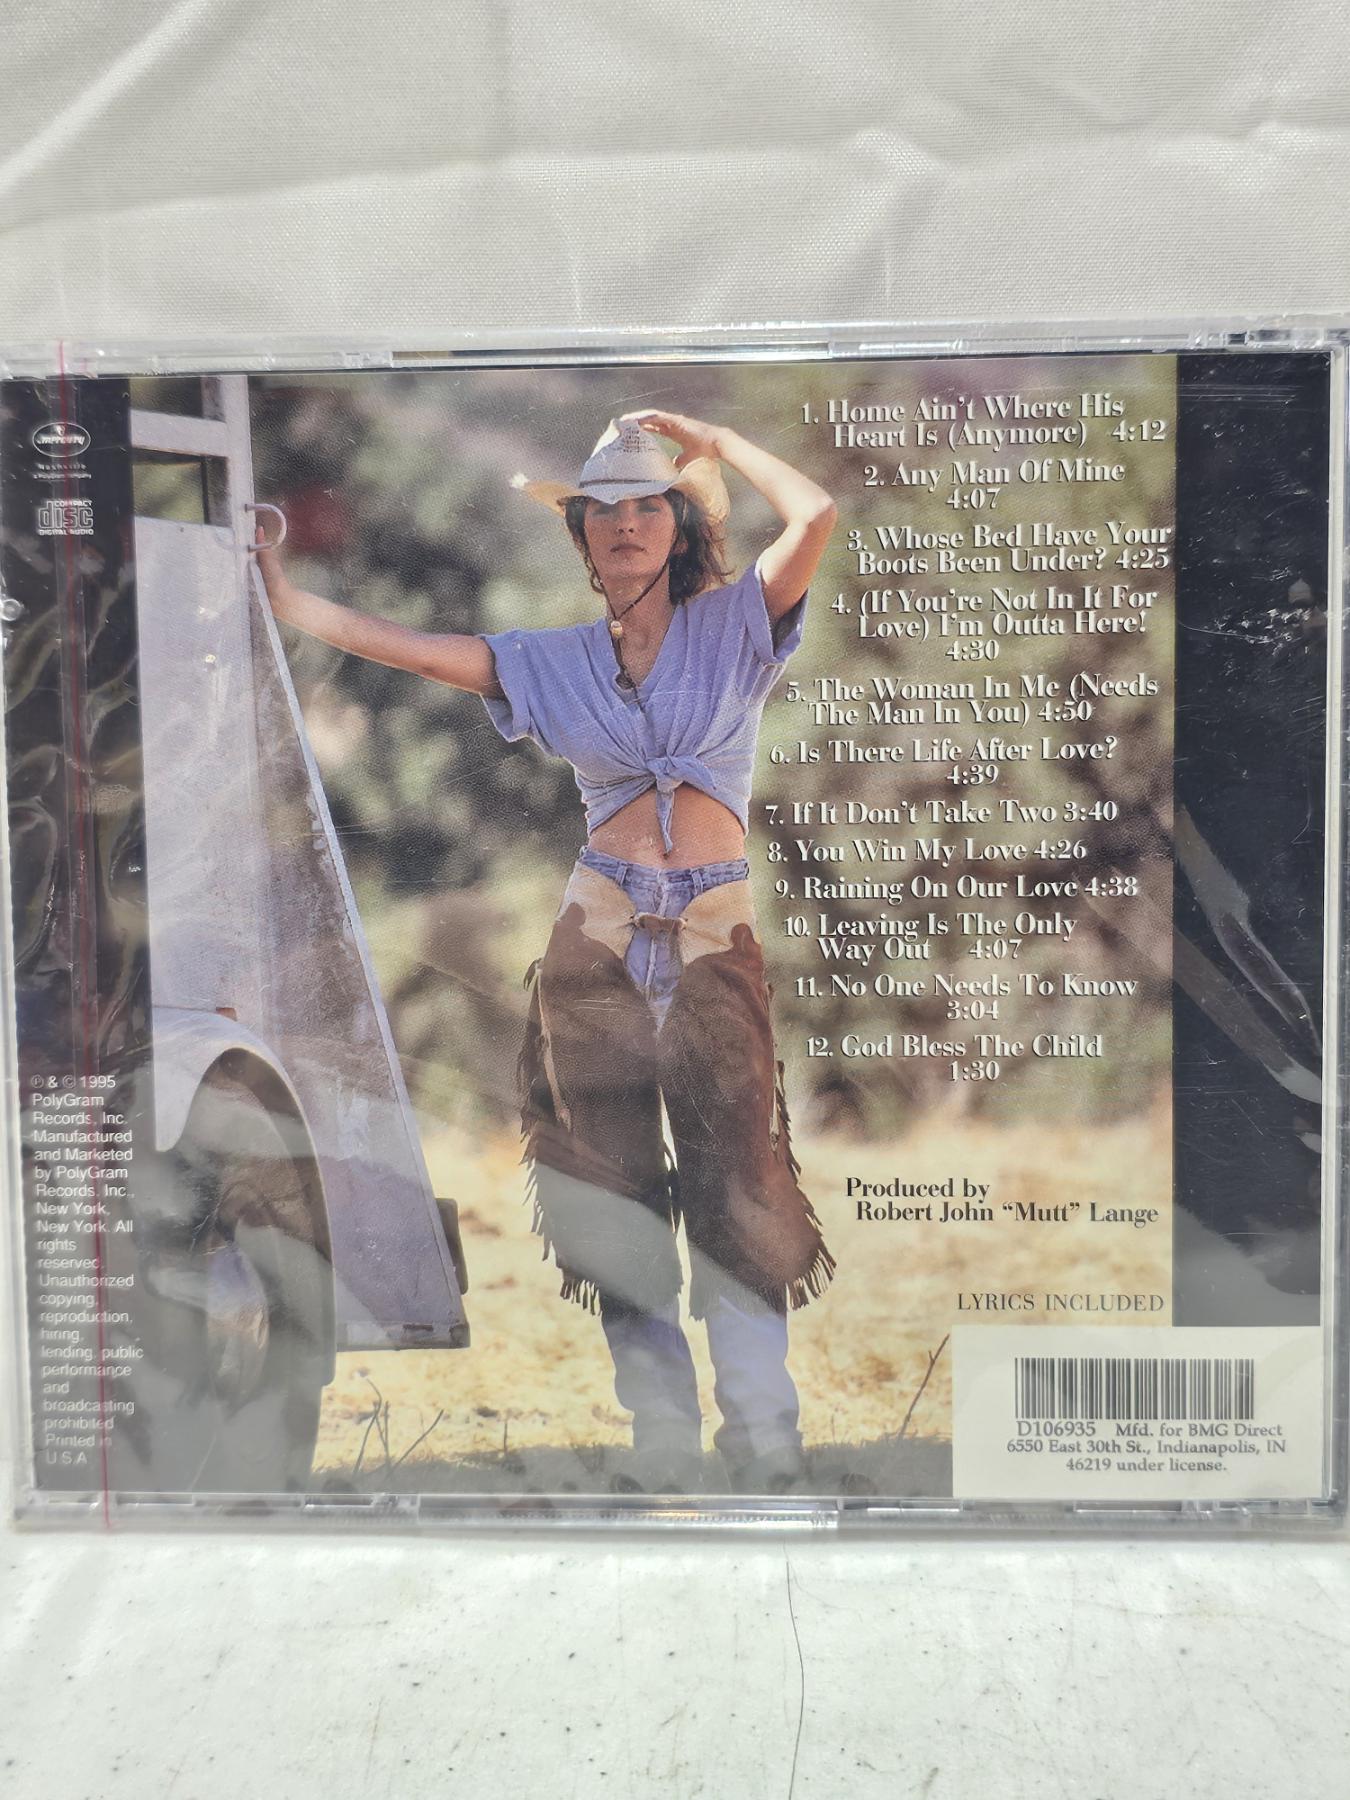 mercury
Nashville
COMPACT
disc
DIGITAL AUDIO
1. Home Ain't Where His
Heart Is (Anymore) 4:12
2. Any Man Of Mine
4:07
3. Whose Bed Have Your
Boots Been Under? 4:25
4. (If You're Not In It For
Love) I'm Outta Here!
4:30
5. The Woman In Me (Needs
The Man In You) 4:50
6. Is There Life After Love?
4:39
7. If It Don't Take Two 3:40
8. You Win My Love 4:26
9. Raining On Our Love 4:38
10. Leaving Is The Only
Way Out 4:07
11. No One Needs To Know
3:04
12. God Bless The Child
1:30
℗ & © 1995
PolyGram
Records, Inc.
Manufactured
and Marketed
by PolyGram
Records, Inc.,
New York,
New York. All
rights
reserved.
Unauthorized
copying,
reproduction,
hiring,
lending, public
performance
and
broadcasting
prohibited
Printed in
U.S.A
Produced by
Robert John “Mutt” Lange
LYRICS INCLUDED
D106935 Mfd. for BMG Direct
6550 East 30th St., Indianapolis, IN
46219 under license.